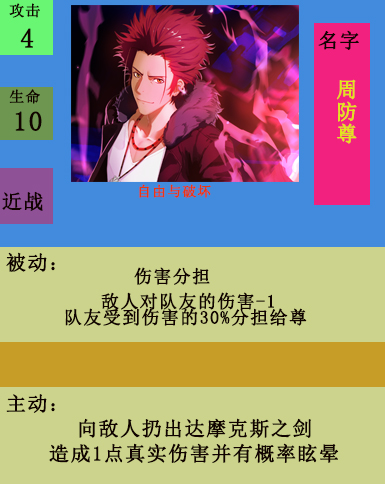 攻击
4
名字
周防尊
生命
10
近战
自由与破坏
被动：
伤害分担
敌人对队友的伤害-1
队友受到伤害的30%分担给尊
主动：
向敌人扔出达摩克斯之剑
造成1点真实伤害并有概率眩晕